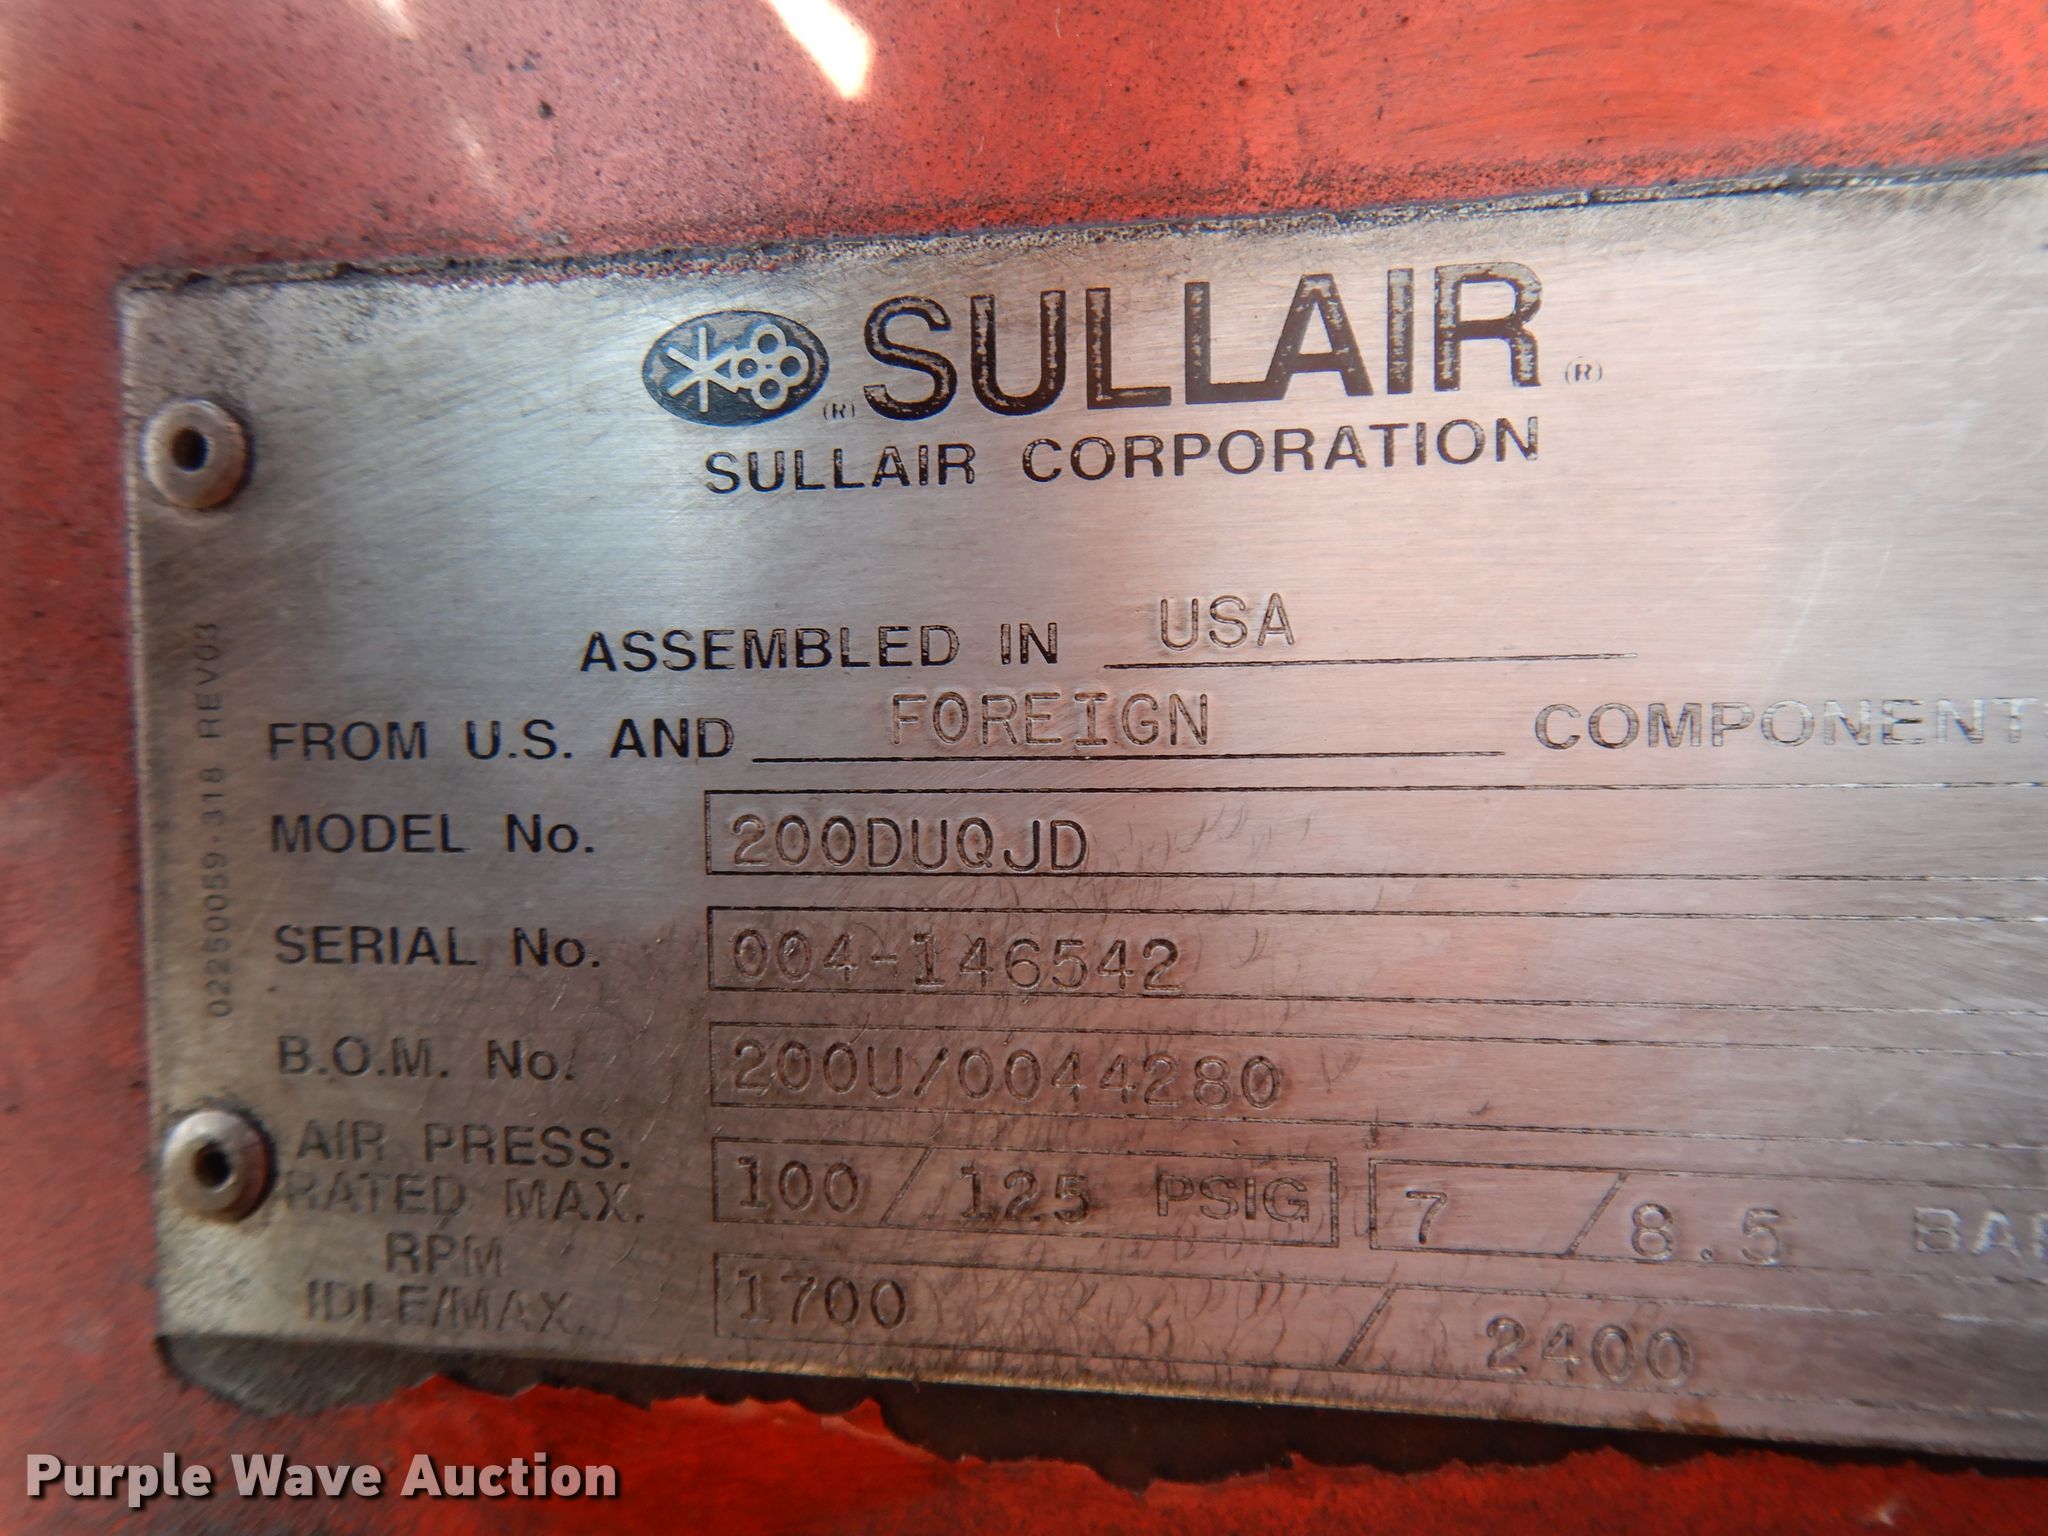 (R) SULLAIR (R)
SULLAIR CORPORATION
ASSEMBLED IN USA
FROM U.S. AND FOREIGN COMPONENTS
MODEL No. 200DUQJD
SERIAL No. 004-146542
B.O.M. No. 200U/0044280
AIR PRESS.
RATED MAX. 100 / 125 PSIG 7 / 8.5 BAR
RPM
IDLE/MAX. 1700 / 2400
02250059-318 REV03
Purple Wave Auction